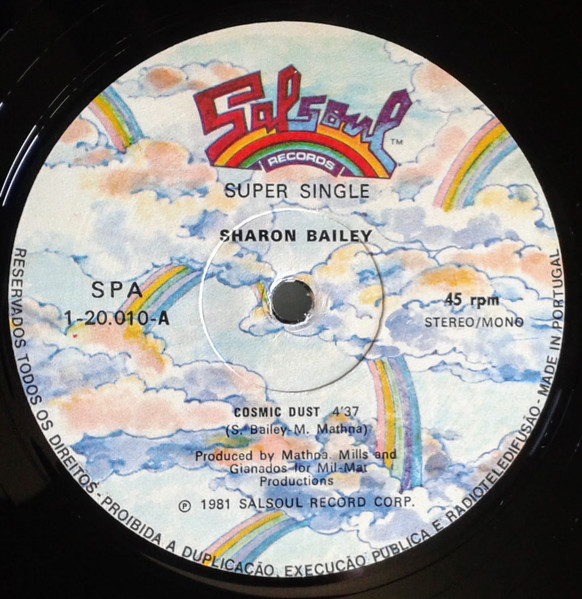 Salsoul
TM
RECORDS
SUPER SINGLE
SHARON BAILEY
SPA
1-20.010-A
45 rpm
STEREO/MONO
COSMIC DUST 4'37
(S. Bailey-M. Mathna)
Produced by Mathna, Mills and
Gianados for Mil-Mat
Productions
℗ 1981 SALSOUL RECORD CORP.
RESERVADOS TODOS OS DIREITOS - PROIBIDA A DUPLICAÇÃO, EXECUÇÃO PÚBLICA E RADIOTELEDIFUSÃO - MADE IN PORTUGAL